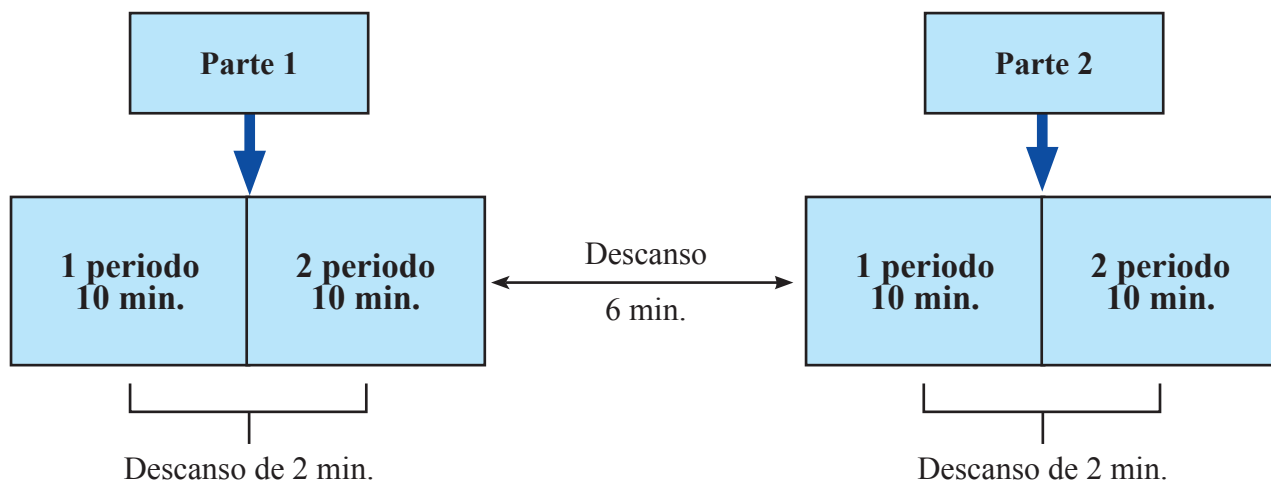 Parte 1
Parte 2
1 periodo
10 min.
2 periodo
10 min.
Descanso
6 min.
1 periodo
10 min.
2 periodo
10 min.
Descanso de 2 min.
Descanso de 2 min.